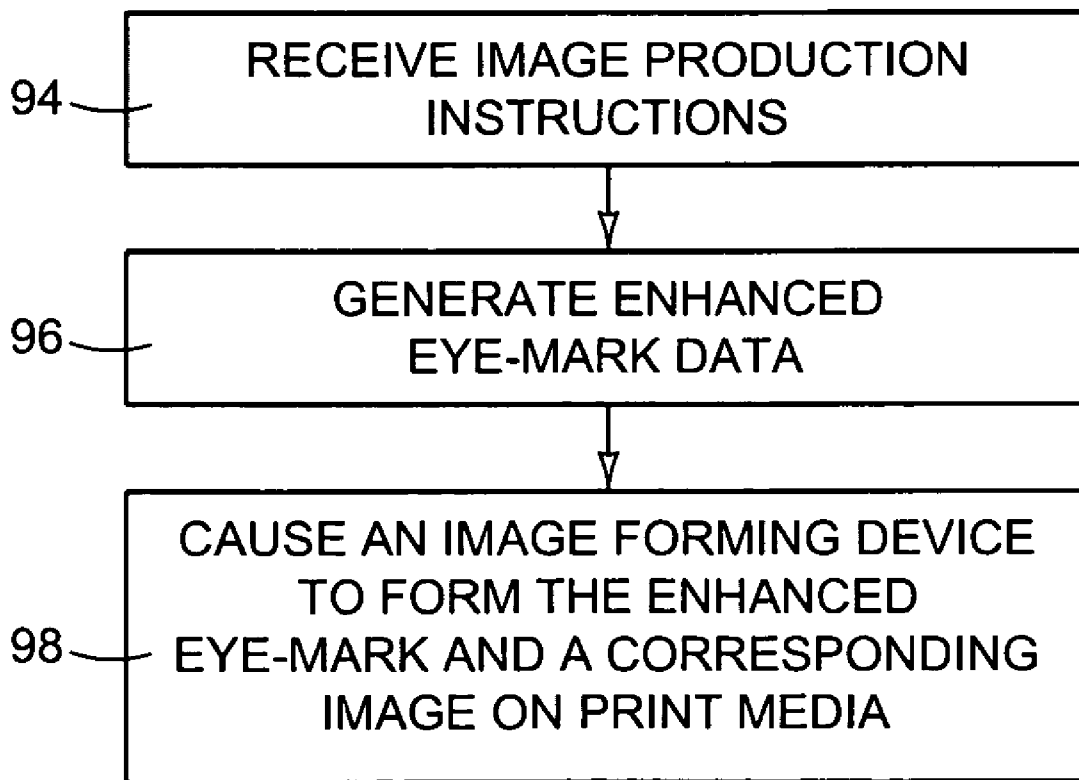 94
RECEIVE IMAGE PRODUCTION
INSTRUCTIONS
96
GENERATE ENHANCED
EYE-MARK DATA
98
CAUSE AN IMAGE FORMING DEVICE
TO FORM THE ENHANCED
EYE-MARK AND A CORRESPONDING
IMAGE ON PRINT MEDIA